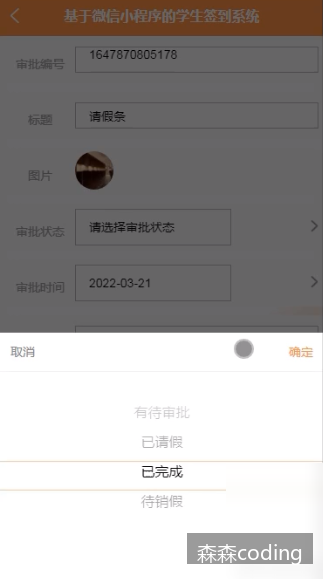 基于微信小程序的学生签到系统
审批编号 1647870805178
标题 请假条
图片
审批状态 请选择审批状态
审批时间 2022-03-21
取消 确定
有待审批
已请假
已完成
待销假
森森coding